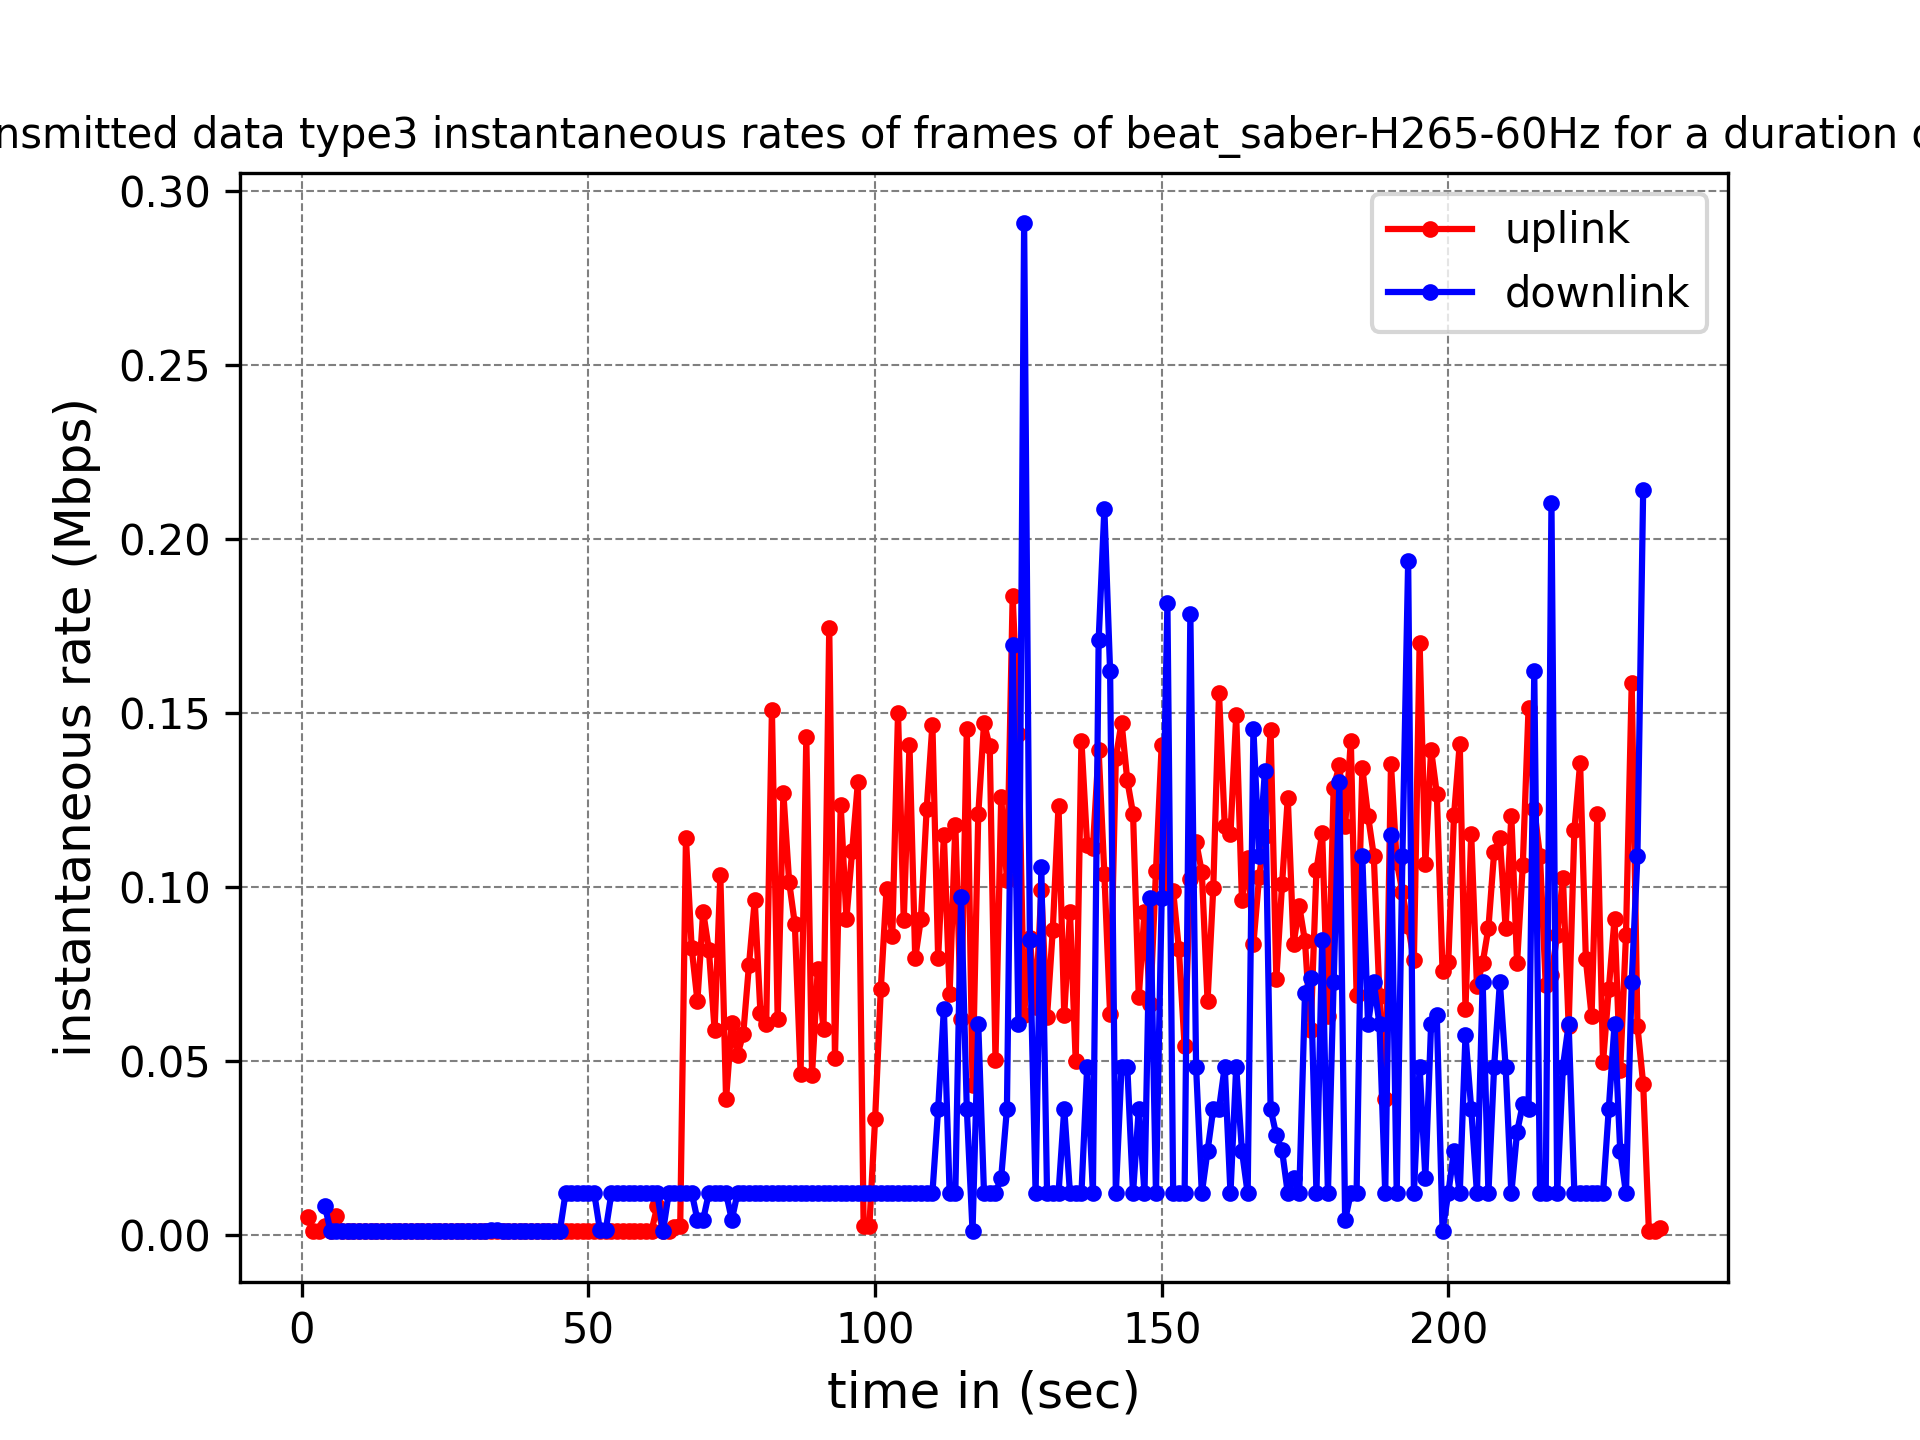 nsmitted data type3 instantaneous rates of frames of beat_saber-H265-60Hz for a duration
0.30
0.25
0.20
0.15
0.10
0.05
0.00
instantaneous rate (Mbps)
uplink
downlink
0 50 100 150 200
time in (sec)